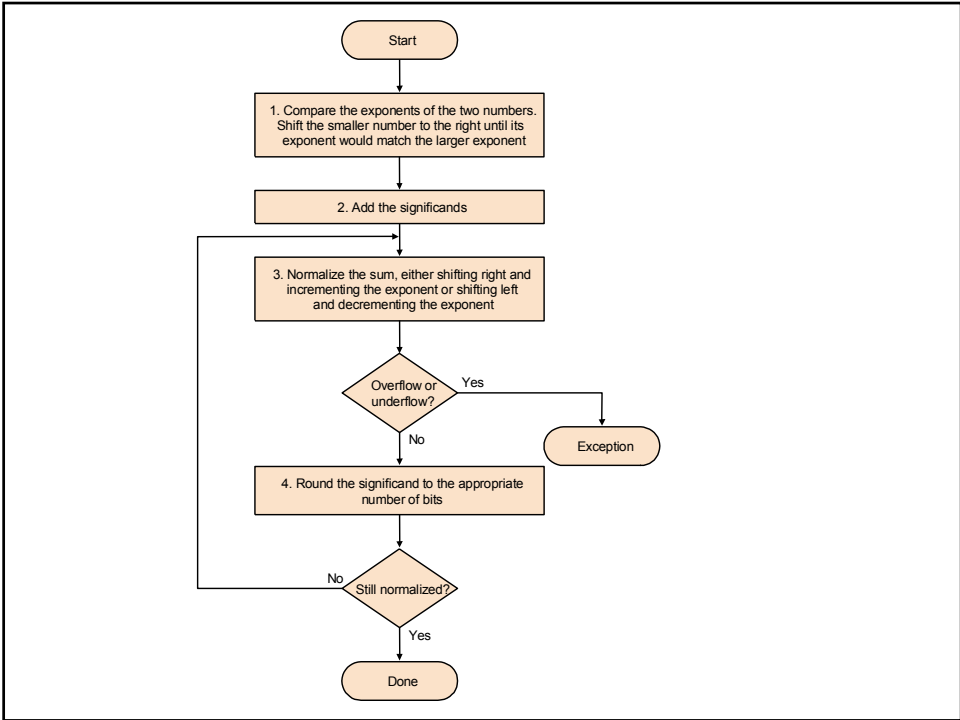 Start
1. Compare the exponents of the two numbers.
Shift the smaller number to the right until its
exponent would match the larger exponent
2. Add the significands
3. Normalize the sum, either shifting right and
incrementing the exponent or shifting left
and decrementing the exponent
Overflow or
underflow?
Yes
No
Exception
4. Round the significand to the appropriate
number of bits
Still normalized?
No
Yes
Done